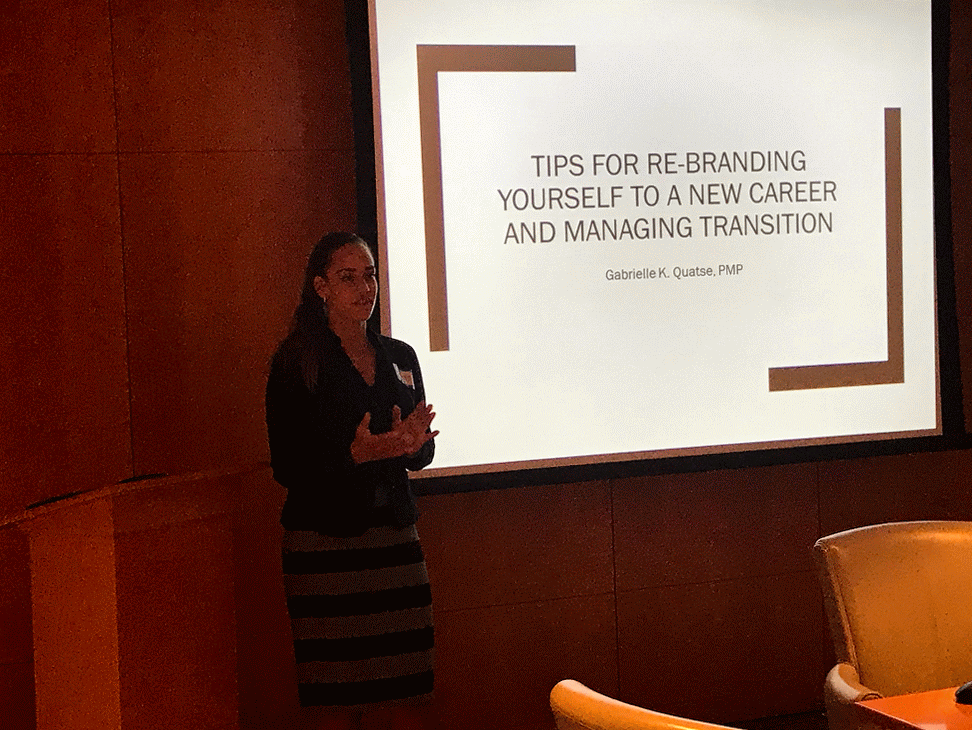 TIPS FOR RE-BRANDING
YOURSELF TO A NEW CAREER
AND MANAGING TRANSITION
Gabrielle K. Quatse, PMP